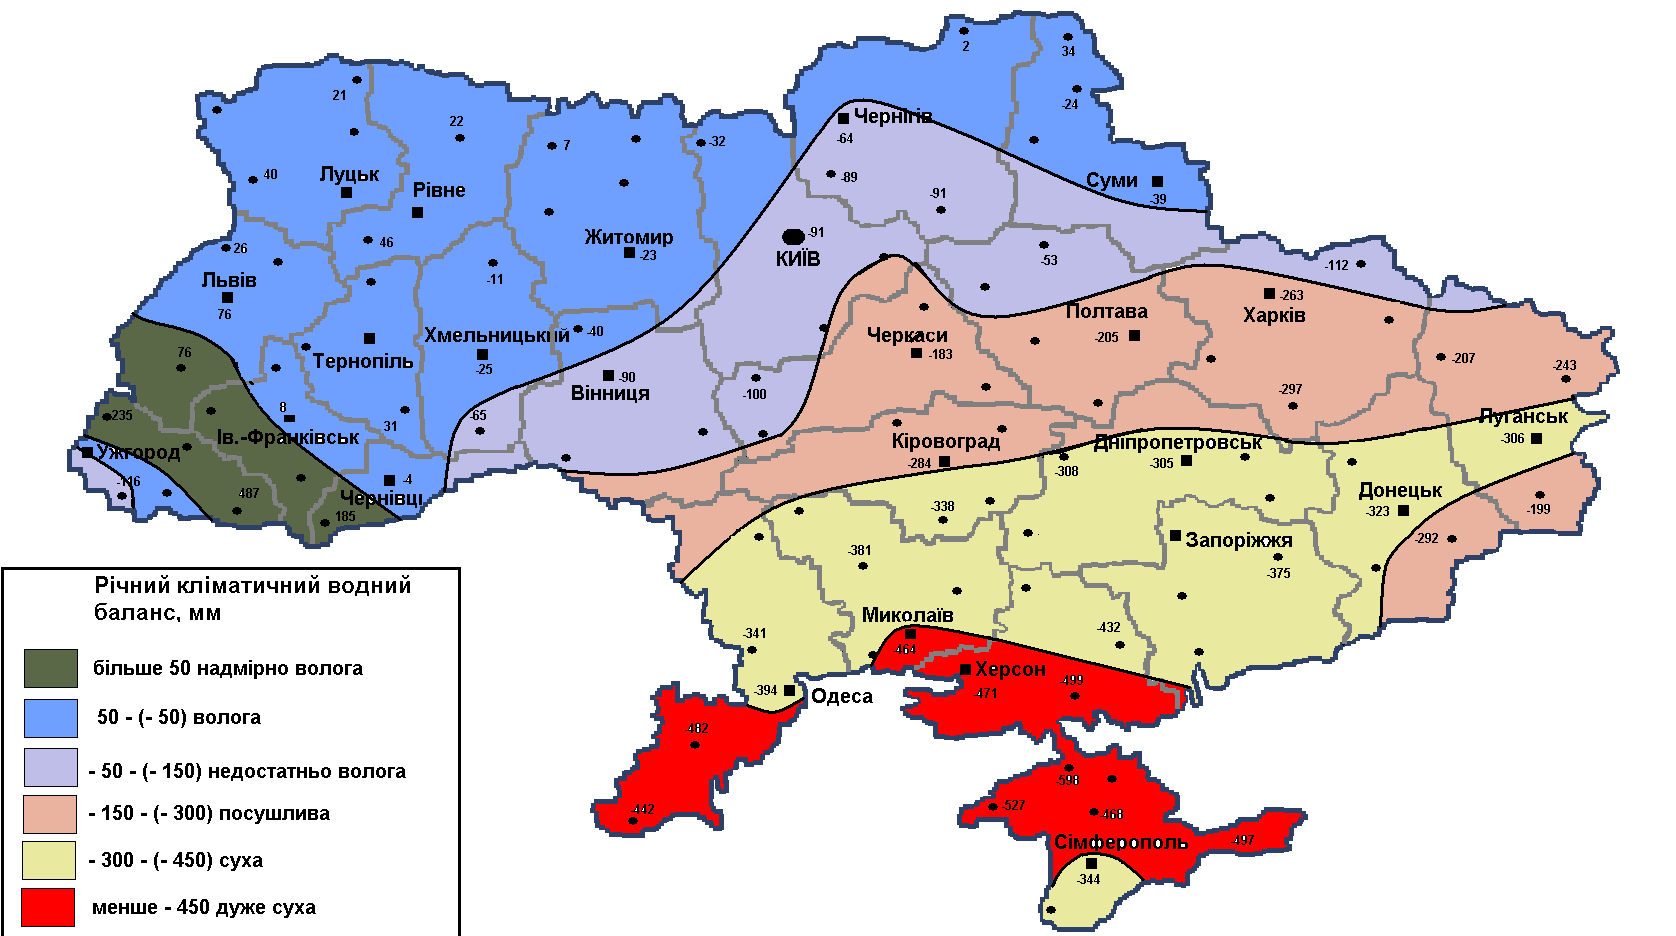 2
34
-24
21
22
7
-32
Чернігів
-64
40
Луцьк
Рівне
-89
-91
Суми
-39
26
46
Житомир
-23
-91
КИЇВ
-53
-112
Львів
76
-11
-263
Харків
Полтава
-205
Хмельницький
-25
-40
Черкаси
-183
Тернопіль
76
-207
-243
Вінниця
-90
-100
-297
235
8
Ів.-Франківськ
31
-65
Луганськ
-306
Кіровоград
-284
Дніпропетровськ
-305
-308
Ужгород
-116
487
185
-4
Чернівці
Донецьк
-323
-199
-338
-292
-381
Запоріжжя
-375
Миколаїв
-464
-432
-341
-394
Одеса
Херсон
-471
-499
-482
-442
-598
-527
-468
Сімферополь
-497
-344
Річний кліматичний водний
баланс, мм
більше 50 надмірно волога
50 - (- 50) волога
- 50 - (- 150) недостатньо волога
- 150 - (- 300) посушлива
- 300 - (- 450) суха
менше - 450 дуже суха